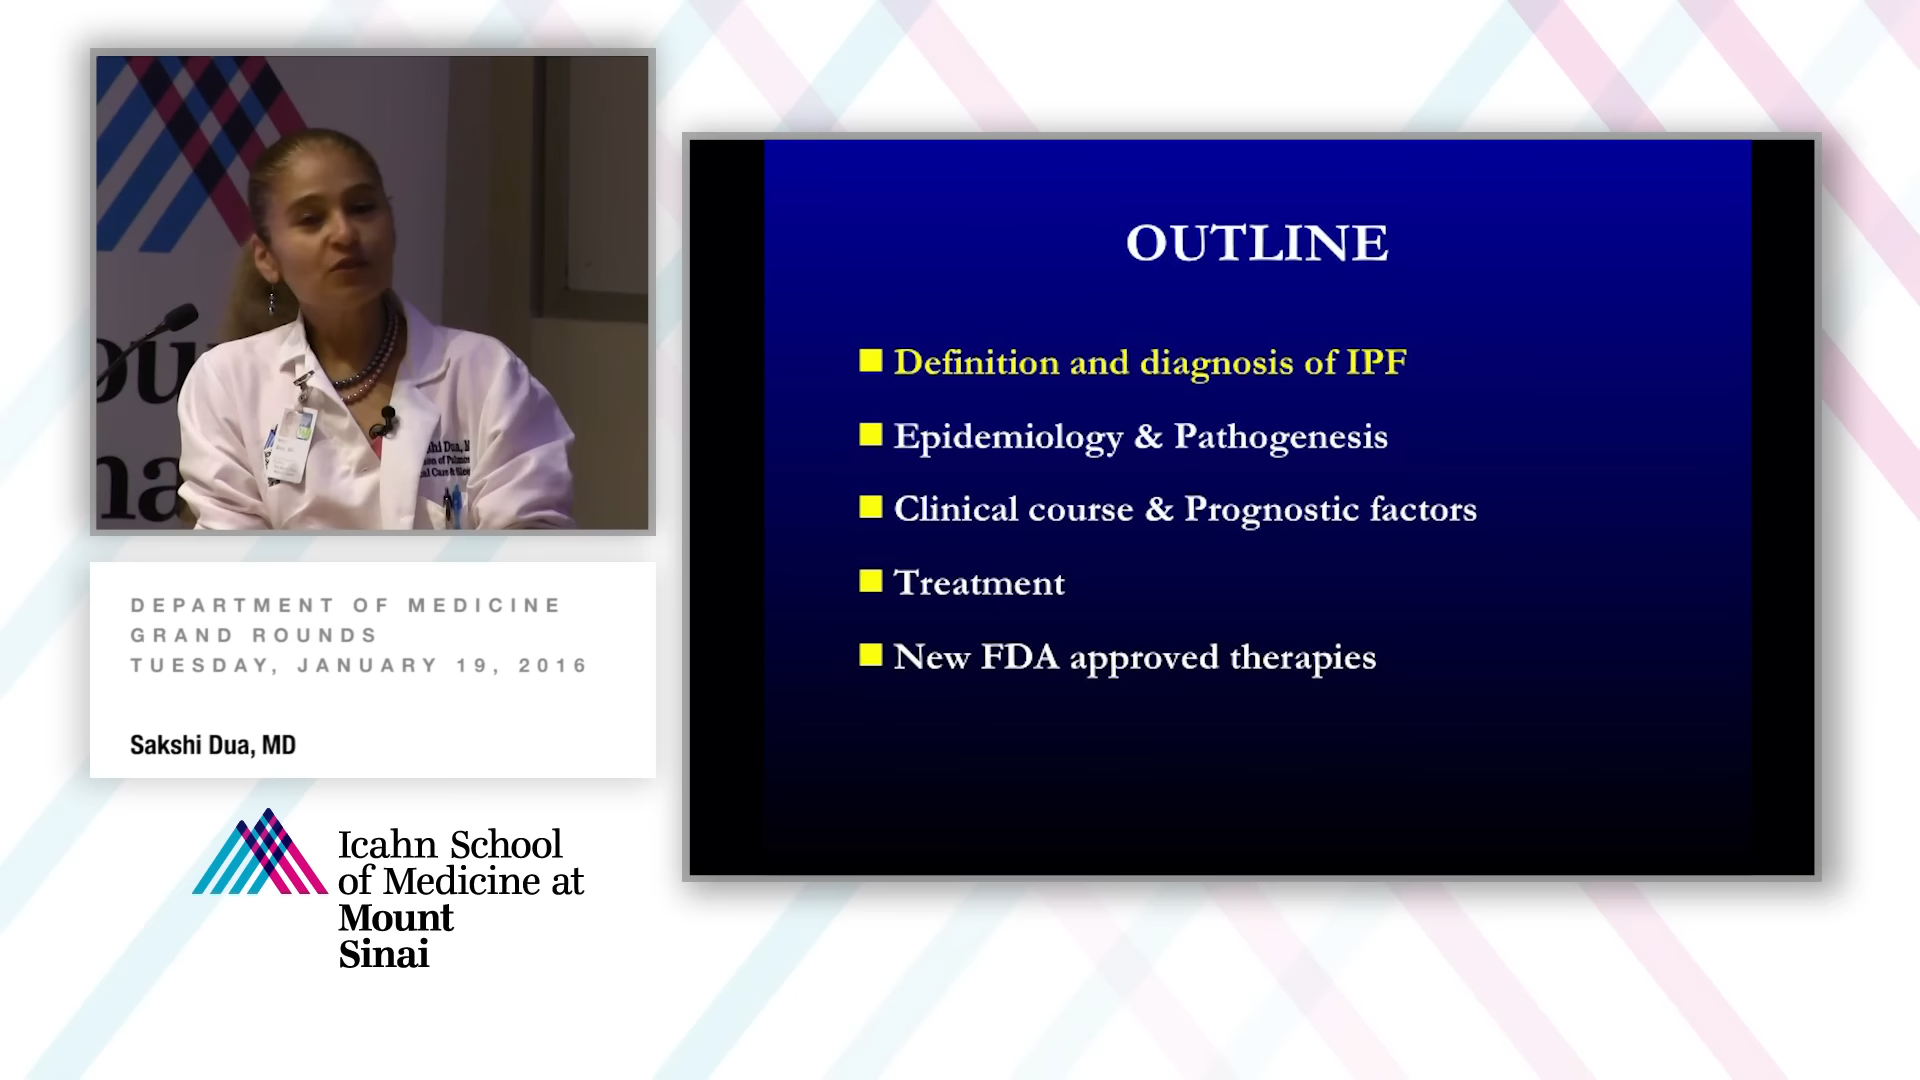 DEPARTMENT OF MEDICINE
GRAND ROUNDS
TUESDAY, JANUARY 19, 2016
Sakshi Dua, MD
Icahn School
of Medicine at
Mount
Sinai
OUTLINE
Definition and diagnosis of IPF
Epidemiology & Pathogenesis
Clinical course & Prognostic factors
Treatment
New FDA approved therapies